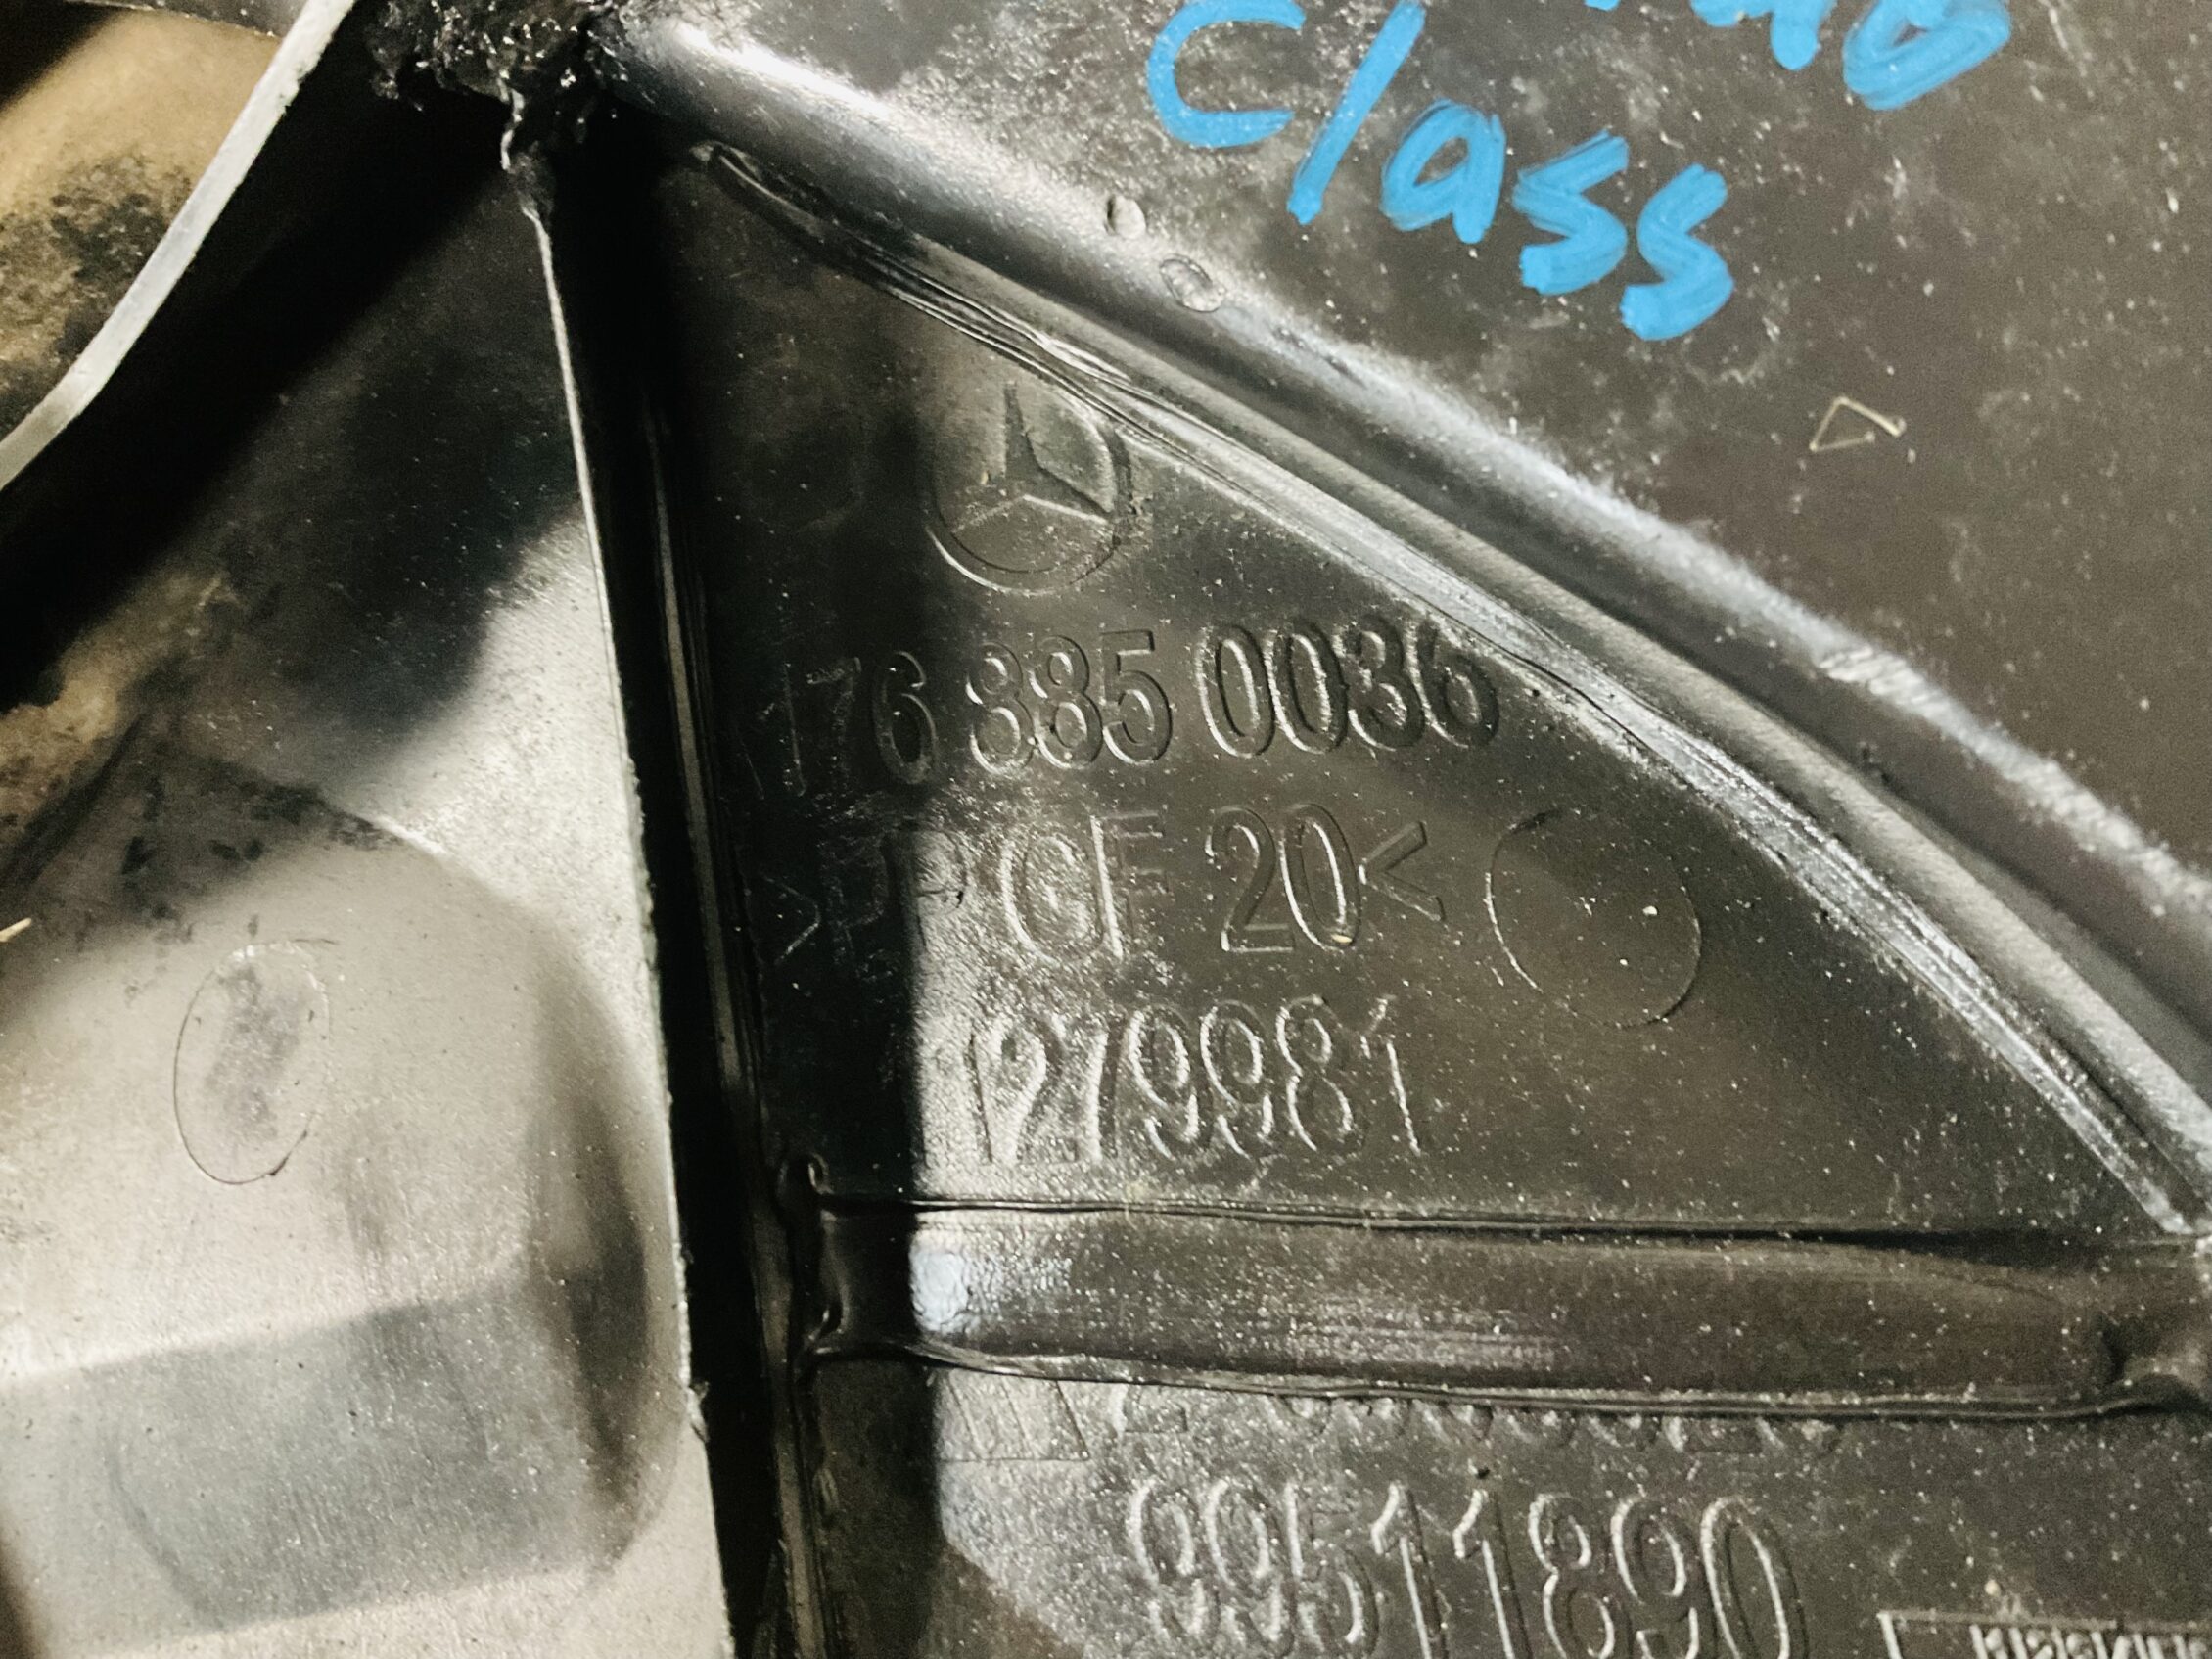 Class
A 176 885 0036
>PP GF 20<
1279981
99511890